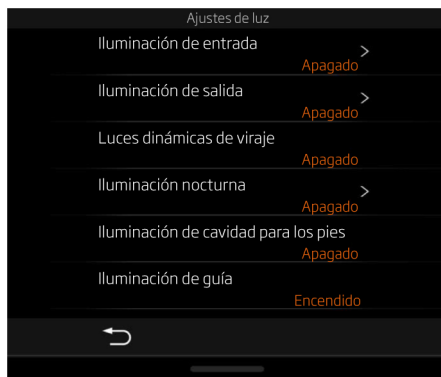 Ajustes de luz
Iluminación de entrada
Apagado
Iluminación de salida
Apagado
Luces dinámicas de viraje
Apagado
Iluminación nocturna
Apagado
Iluminación de cavidad para los pies
Apagado
Iluminación de guía
Encendido